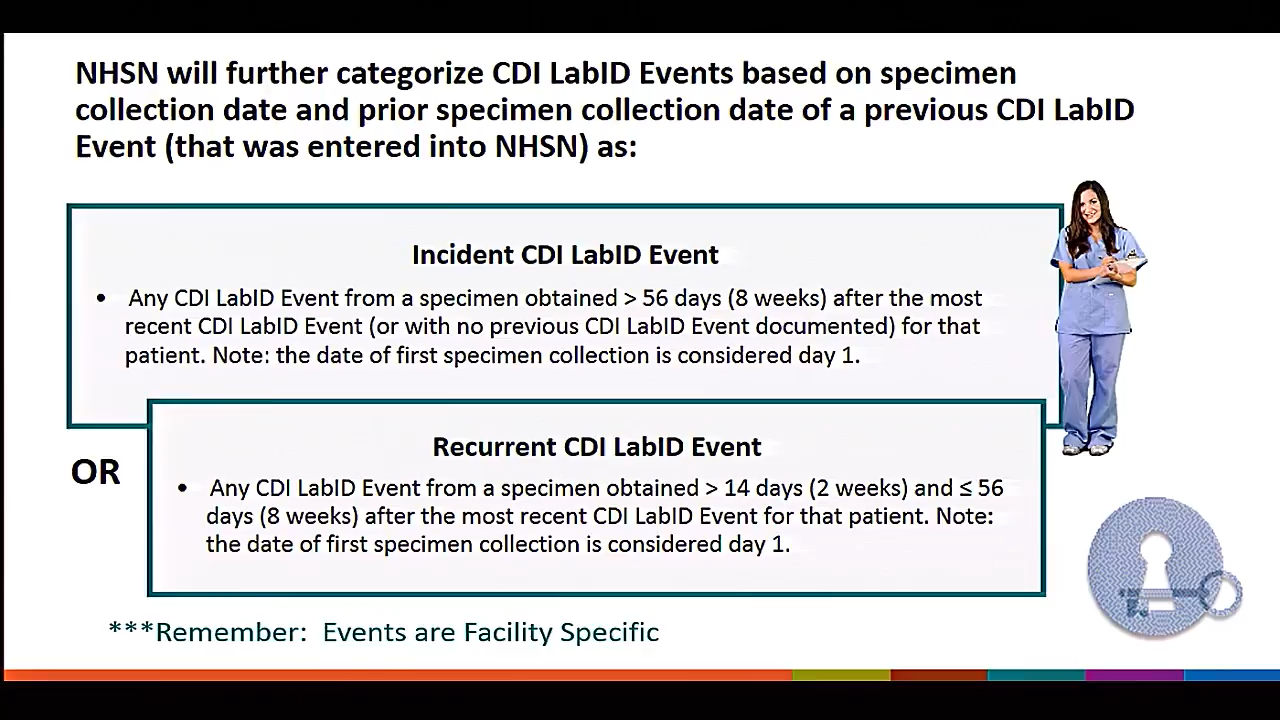 NHSN will further categorize CDI LabID Events based on specimen
collection date and prior specimen collection date of a previous CDI LabID
Event (that was entered into NHSN) as:
Incident CDI LabID Event
• Any CDI LabID Event from a specimen obtained > 56 days (8 weeks) after the most
recent CDI LabID Event (or with no previous CDI LabID Event documented) for that
patient. Note: the date of first specimen collection is considered day 1.
OR
Recurrent CDI LabID Event
• Any CDI LabID Event from a specimen obtained > 14 days (2 weeks) and ≤ 56
days (8 weeks) after the most recent CDI LabID Event for that patient. Note:
the date of first specimen collection is considered day 1.
***Remember: Events are Facility Specific